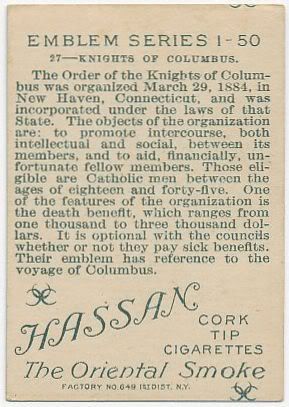 EMBLEM SERIES 1-50
27—KNIGHTS OF COLUMBUS.
The Order of the Knights of Colum-
bus was organized March 29, 1884, in
New Haven, Connecticut, and was
incorporated under the laws of that
State. The objects of the organization
are: to promote intercourse, both
intellectual and social, between its
members, and to aid, financially, un-
fortunate fellow members. Those eli-
gible are Catholic men between the
ages of eighteen and forty-five. One
of the features of the organization is
the death benefit, which ranges from
one thousand to three thousand dol-
lars. It is optional with the councils
whether or not they pay sick benefits.
Their emblem has reference to the
voyage of Columbus.
HASSAN
CORK
TIP
CIGARETTES
The Oriental Smoke
FACTORY NO. 649 1ST DIST. N.Y.